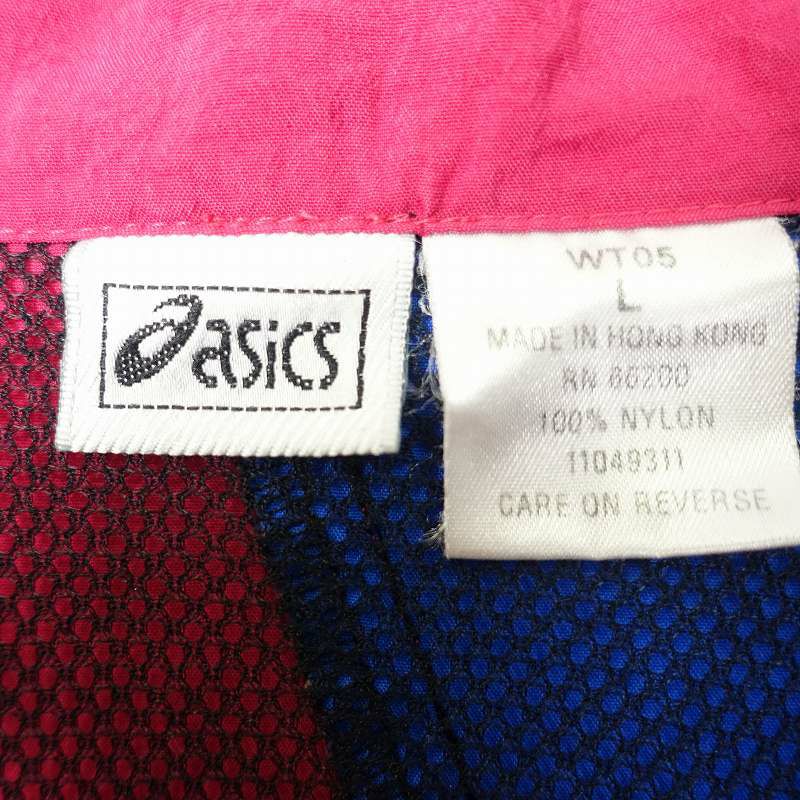 asics
WT05
L
MADE IN HONG KONG
RN 66200
100% NYLON
11049311
CARE ON REVERSE